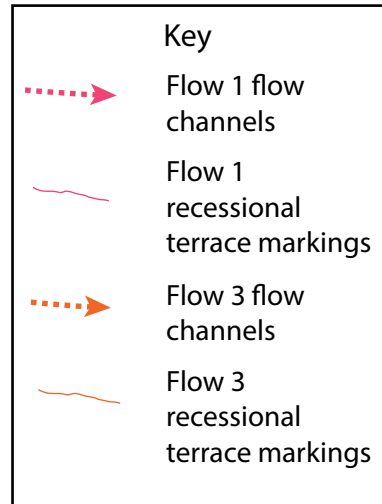 Key
Flow 1 flow
channels
Flow 1
recessional
terrace markings
Flow 3 flow
channels
Flow 3
recessional
terrace markings